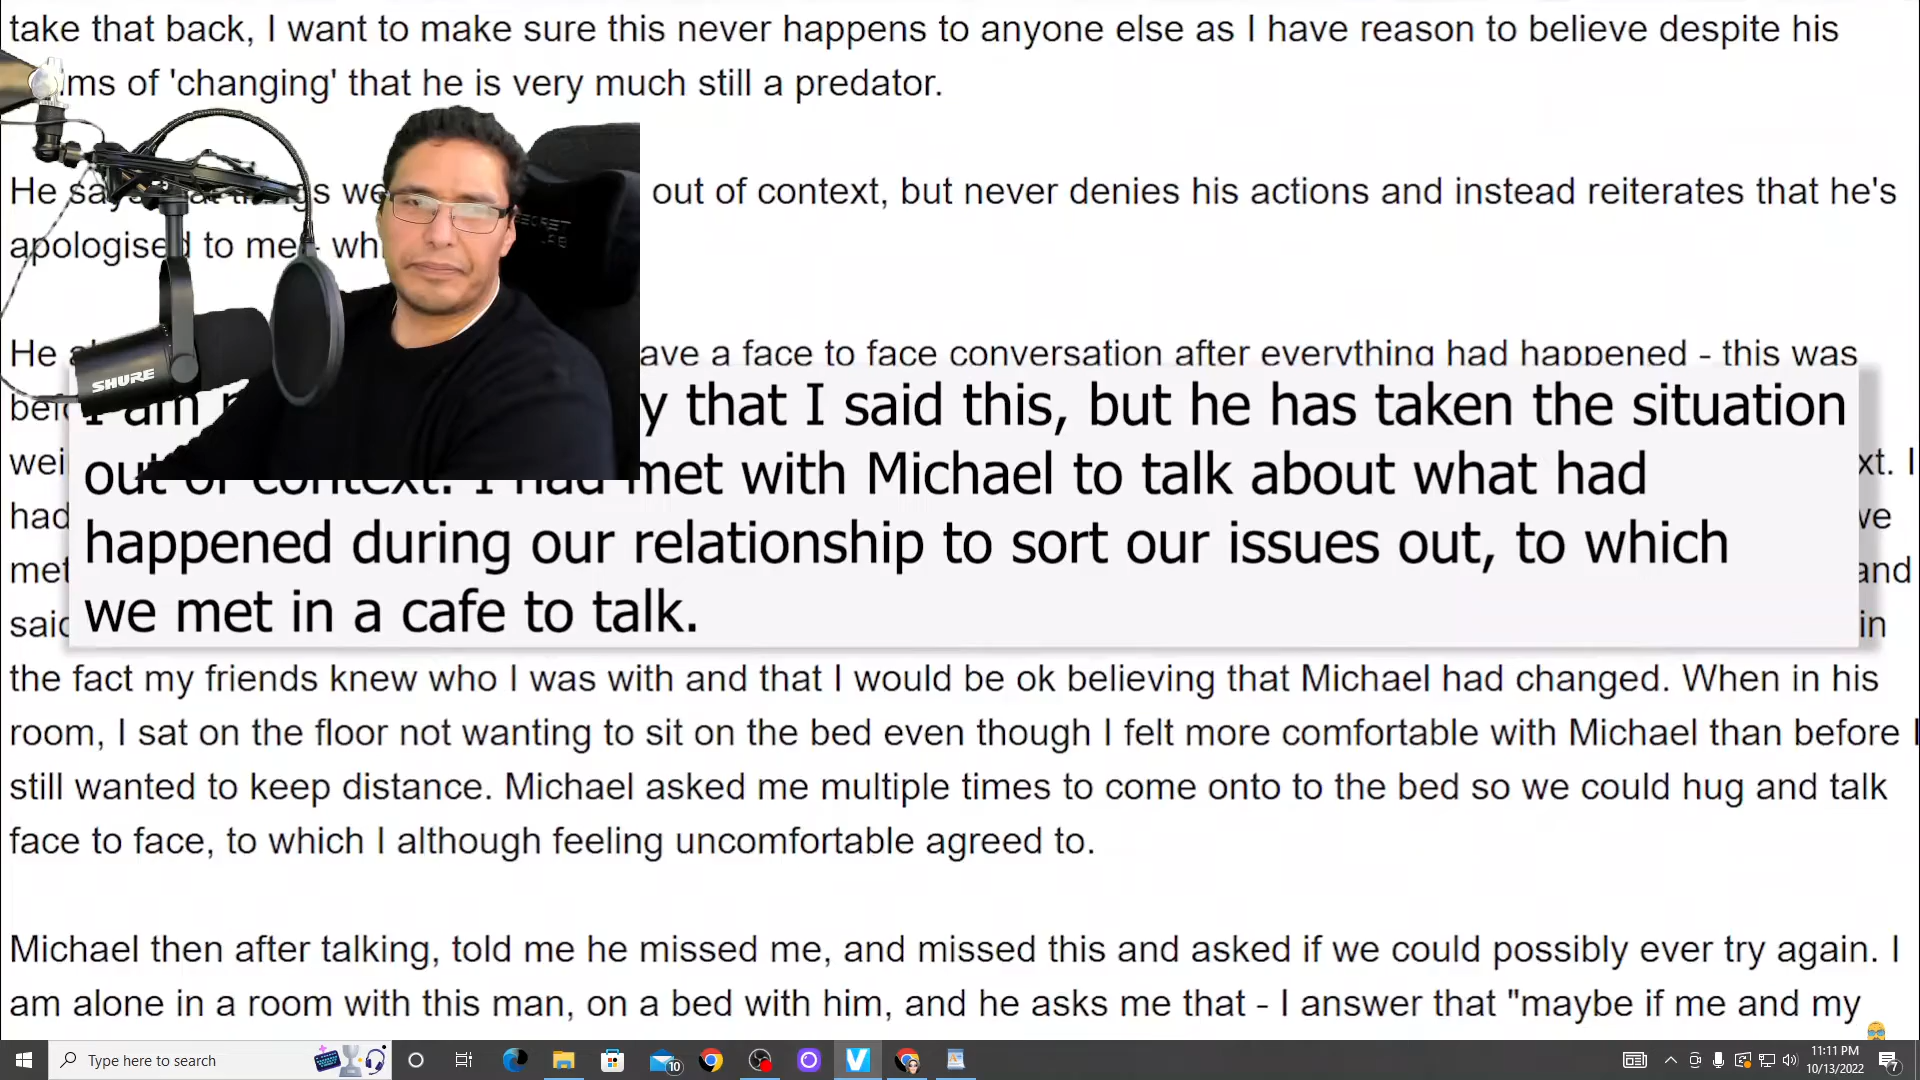 take that back, I want to make sure this never happens to anyone else as I have reason to believe despite his
of 'changing' that he is very much still a predator.
He out of context, but never denies his actions and instead reiterates that he's
apologised to me
He have a face to face conversation after everything had happened - this was
SHURE
SECRET
LAB
I am that I said this, but he has taken the situation
out of context. I had met with Michael to talk about what had
happened during our relationship to sort our issues out, to which
we met in a cafe to talk.
the fact my friends knew who I was with and that I would be ok believing that Michael had changed. When in his
room, I sat on the floor not wanting to sit on the bed even though I felt more comfortable with Michael than before I
still wanted to keep distance. Michael asked me multiple times to come onto to the bed so we could hug and talk
face to face, to which I although feeling uncomfortable agreed to.
Michael then after talking, told me he missed me, and missed this and asked if we could possibly ever try again. I
am alone in a room with this man, on a bed with him, and he asks me that - I answer that "maybe if me and my
Type here to search
10
11:11 PM
10/13/2022
7